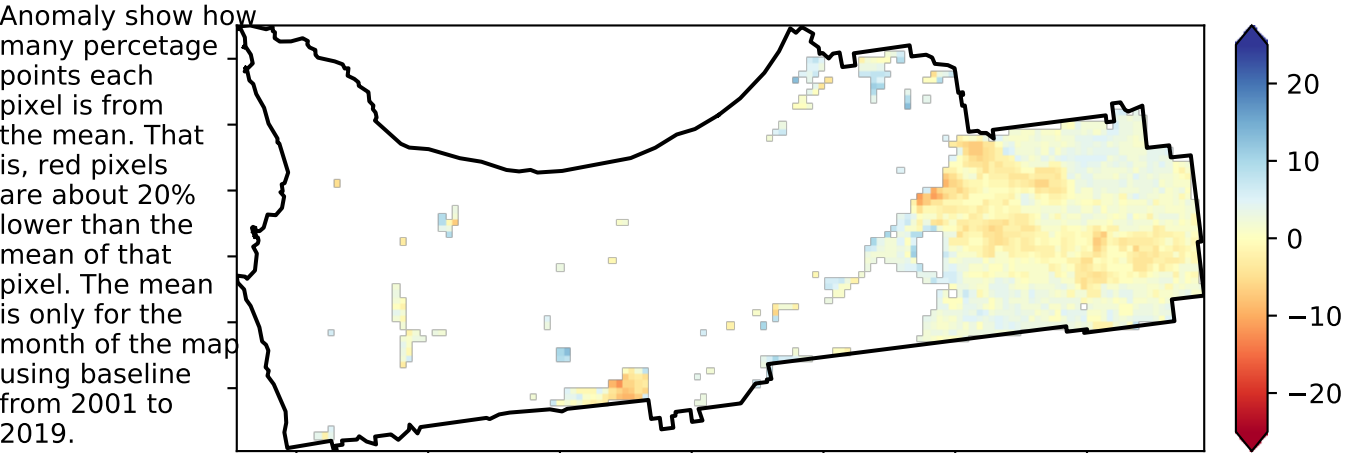 Anomaly show how
many percetage
points each
pixel is from
the mean. That
is, red pixels
are about 20%
lower than the
mean of that
pixel. The mean
is only for the
month of the map
using baseline
from 2001 to
2019.
20
10
0
−10
−20